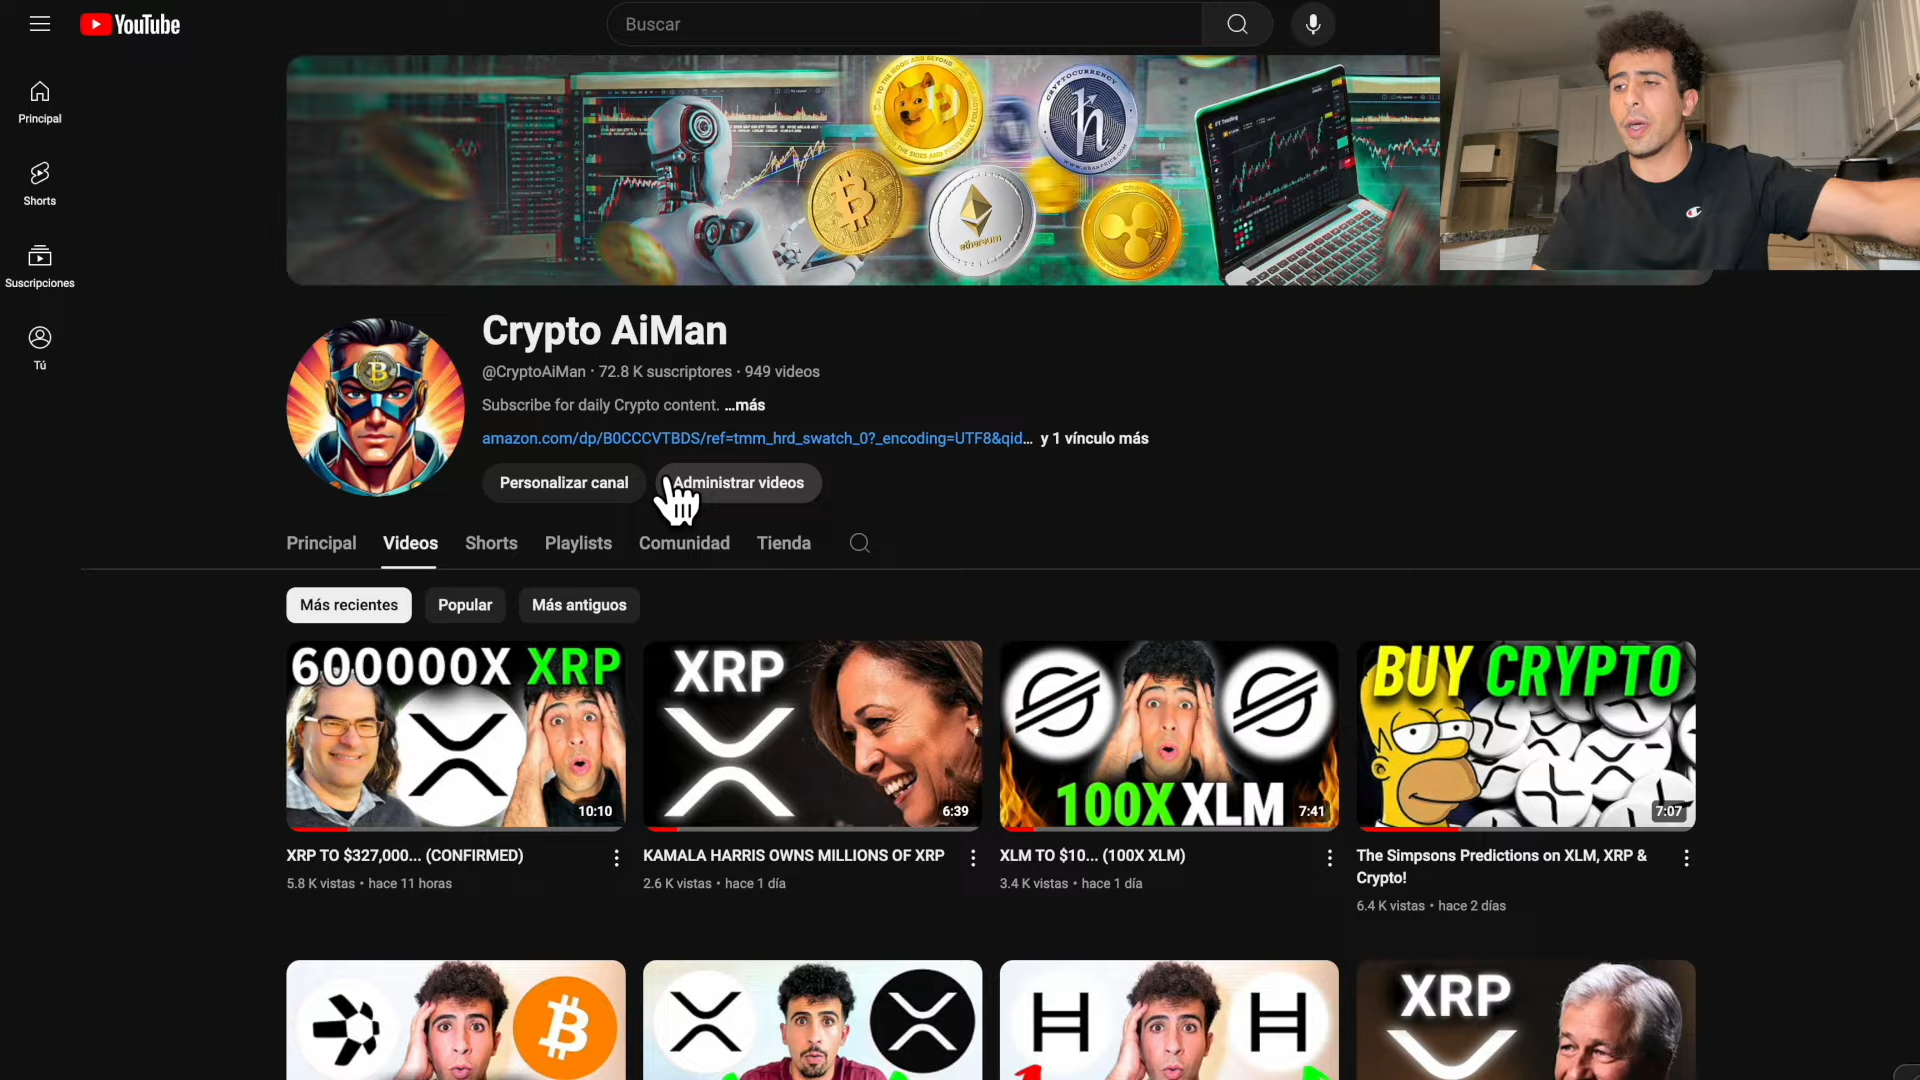 YouTube
Buscar
Principal
Shorts
Suscripciones
Tú
Crypto AiMan
@CryptoAiMan · 72.8 K suscriptores · 949 videos
Subscribe for daily Crypto content. ...más
amazon.com/dp/B0CCCVTBDS/ref=tmm_hrd_swatch_0?_encoding=UTF8&qid... y 1 vínculo más
Personalizar canal
Administrar videos
Principal
Videos
Shorts
Playlists
Comunidad
Tienda
Más recientes
Popular
Más antiguos
600000X XRP
10:10
XRP
6:39
100X XLM
7:41
BUY CRYPTO
7:07
XRP TO $327,000... (CONFIRMED)
5.8 K vistas · hace 11 horas
KAMALA HARRIS OWNS MILLIONS OF XRP
2.6 K vistas · hace 1 día
XLM TO $10... (100X XLM)
3.4 K vistas · hace 1 día
The Simpsons Predictions on XLM, XRP &
Crypto!
6.4 K vistas · hace 2 días
XRP